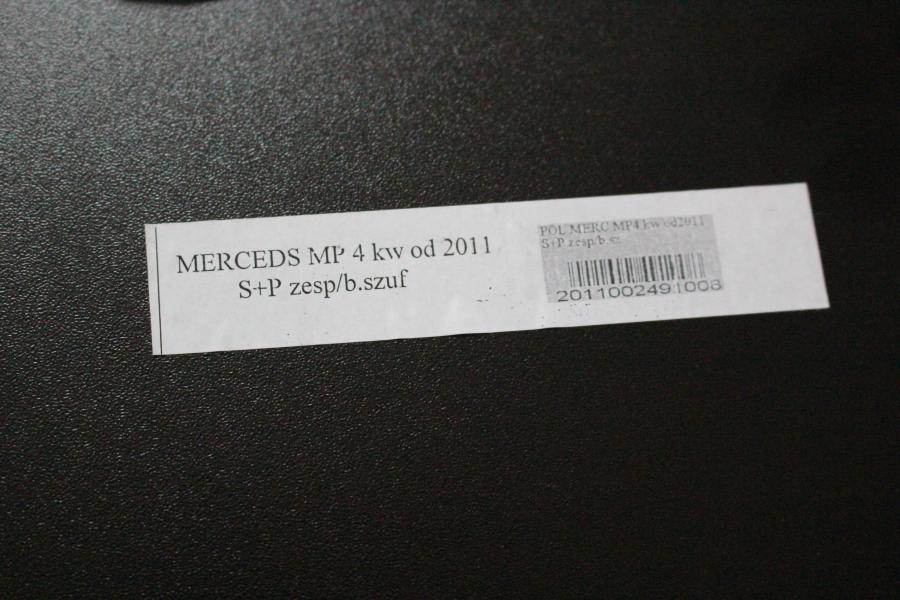 MERCEDS MP 4 kw od 2011
S+P zesp/b.szuf
POL MERC MP4 kw od2011
S+P zesp/b.sz
2011002491008